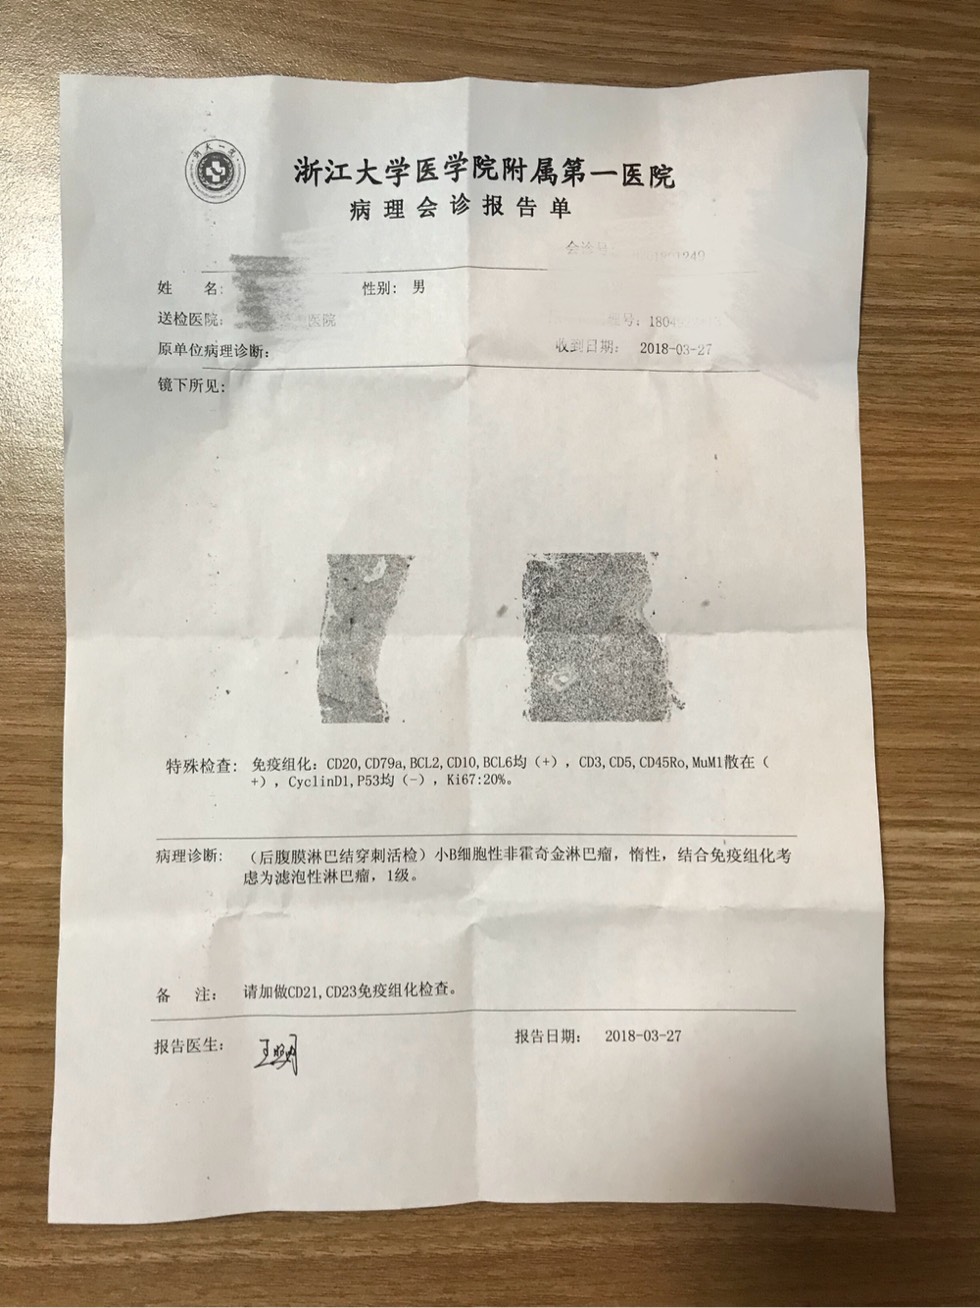 浙江大学医学院附属第一医院
病理会诊报告单
会诊号:
姓 名: 性别: 男
送检医院: 医院 号: 1804
原单位病理诊断: 收到日期: 2018-03-27
镜下所见:
特殊检查: 免疫组化: CD20,CD79a,BCL2,CD10,BCL6均(+), CD3,CD5,CD45Ro,MuM1散在(
+), CyclinD1,P53均(-), Ki67:20%。
病理诊断: (后腹膜淋巴结穿刺活检) 小B细胞性非霍奇金淋巴瘤, 惰性, 结合免疫组化考
虑为滤泡性淋巴瘤, 1级。
备 注: 请加做CD21,CD23免疫组化检查。
报告医生: 报告日期: 2018-03-27